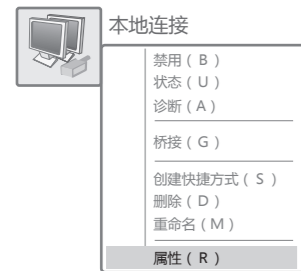 本地连接
禁用(B)
状态(U)
诊断(A)
桥接(G)
创建快捷方式(S)
删除(D)
重命名(M)
属性(R)